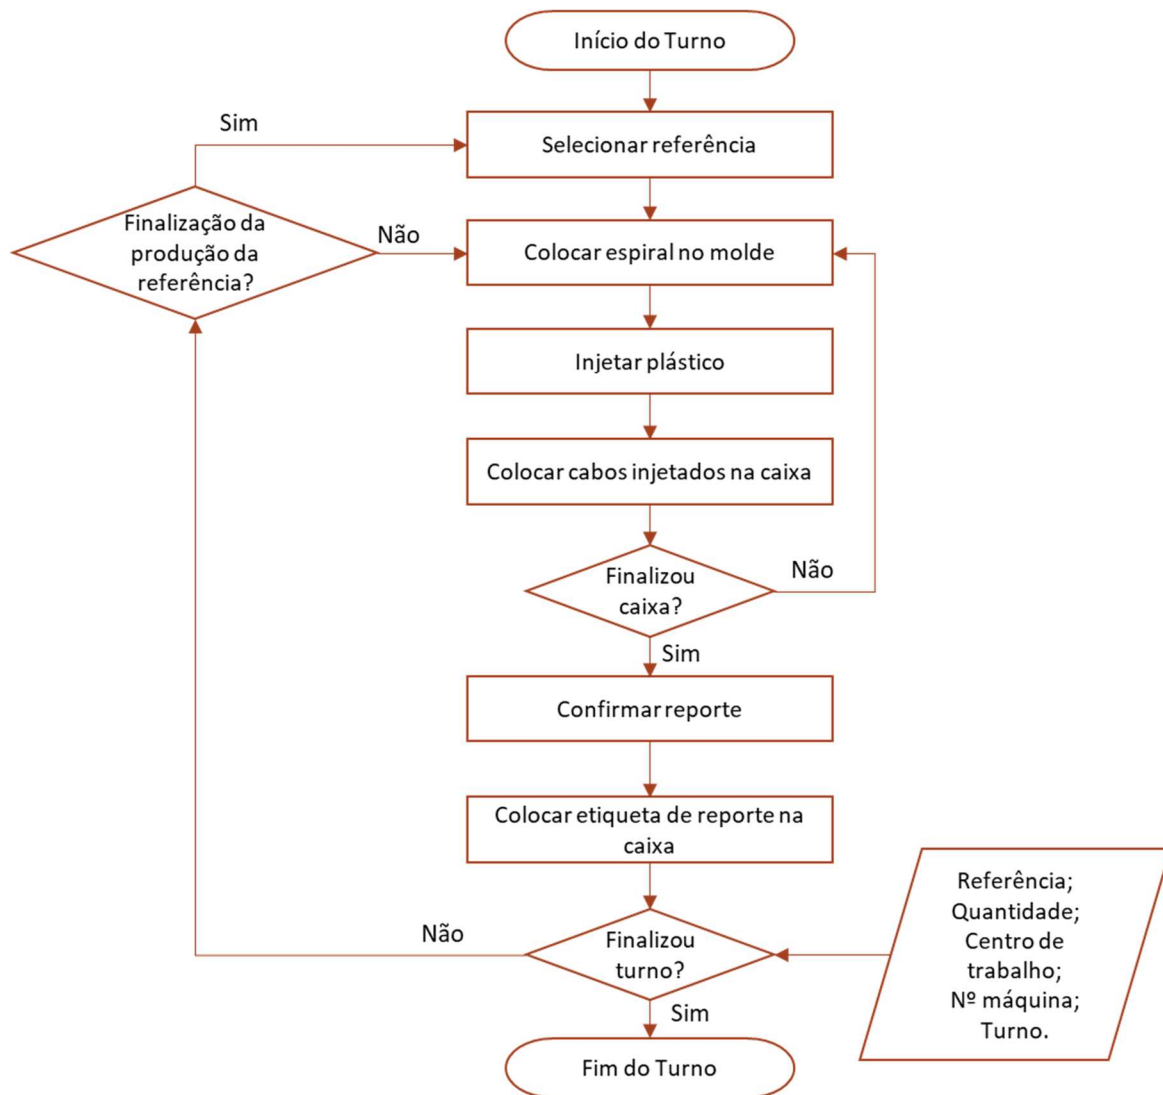 Início do Turno
Sim
Selecionar referência
Finalização da
produção da
referência?
Não
Colocar espiral no molde
Injetar plástico
Colocar cabos injetados na caixa
Finalizou
caixa?
Não
Sim
Confirmar reporte
Colocar etiqueta de reporte na
caixa
Referência;
Quantidade;
Centro de
trabalho;
Nº máquina;
Turno.
Não
Finalizou
turno?
Sim
Fim do Turno